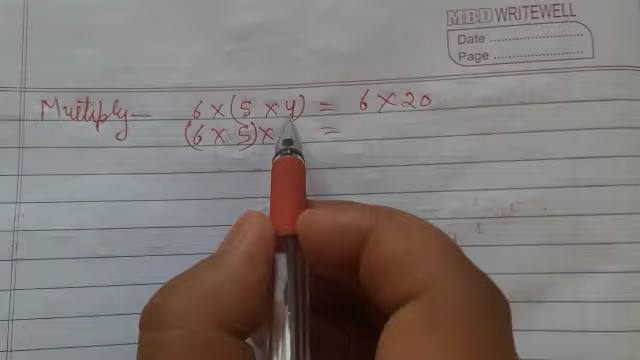 MBD WRITEWELL
Date
Page
Multiply - 6 × (5 × 4) = 6 × 20
(6 × 5) × =